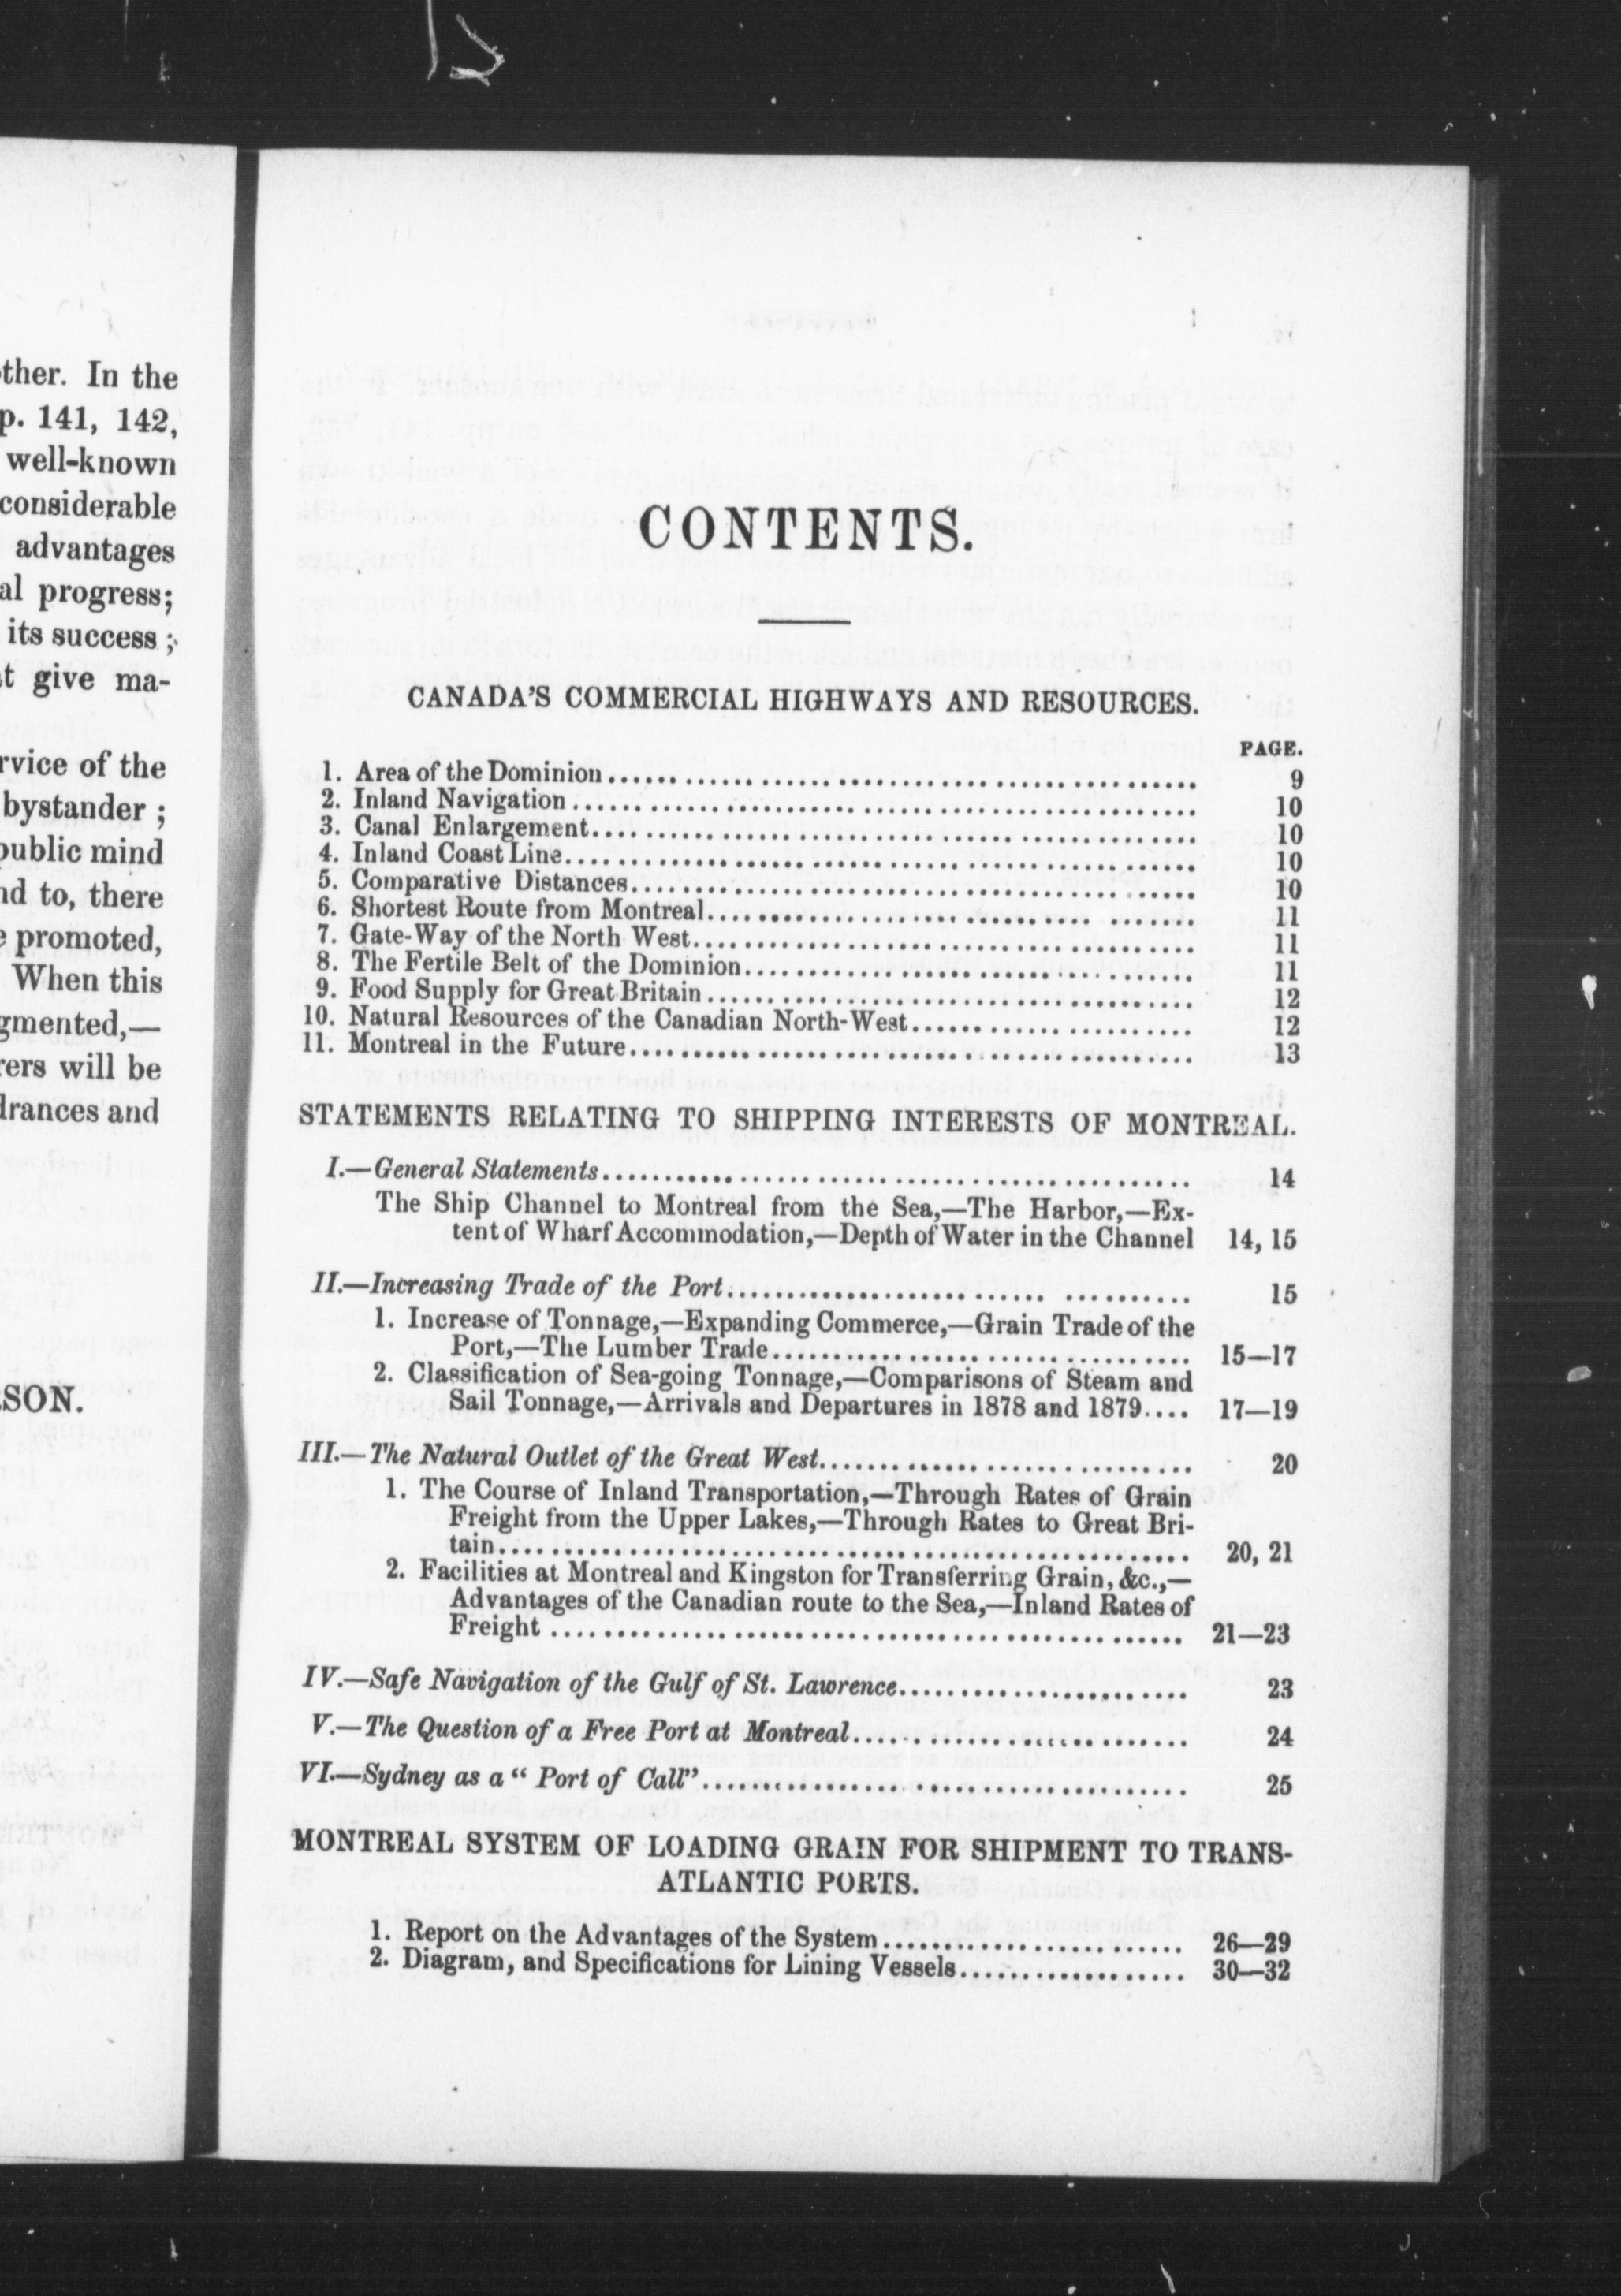 ther. In the
p. 141, 142,
well-known
considerable
advantages
al progress;
its success;
t give ma-
rvice of the
bystander ;
public mind
nd to, there
promoted,
When this
gmented,—
rers will be
drances and
SON.
CONTENTS.
CANADA'S COMMERCIAL HIGHWAYS AND RESOURCES.
PAGE.
1. Area of the Dominion........ 9
2. Inland Navigation........ 10
3. Canal Enlargement........ 10
4. Inland Coast Line........ 10
5. Comparative Distances........ 10
6. Shortest Route from Montreal........ 11
7. Gate-Way of the North West........ 11
8. The Fertile Belt of the Dominion........ 11
9. Food Supply for Great Britain........ 12
10. Natural Resources of the Canadian North-West........ 12
11. Montreal in the Future........ 13
STATEMENTS RELATING TO SHIPPING INTERESTS OF MONTREAL.
I.—General Statements........ 14
The Ship Channel to Montreal from the Sea,—The Harbor,—Ex-
tent of Wharf Accommodation,—Depth of Water in the Channel 14, 15
II.—Increasing Trade of the Port........ 15
1. Increase of Tonnage,—Expanding Commerce,—Grain Trade of the
Port,—The Lumber Trade........ 15—17
2. Classification of Sea-going Tonnage,—Comparisons of Steam and
Sail Tonnage,—Arrivals and Departures in 1878 and 1879.... 17—19
III.—The Natural Outlet of the Great West........ 20
1. The Course of Inland Transportation,—Through Rates of Grain
Freight from the Upper Lakes,—Through Rates to Great Bri-
tain........ 20, 21
2. Facilities at Montreal and Kingston for Transferring Grain, &c.,—
Advantages of the Canadian route to the Sea,—Inland Rates of
Freight........ 21—23
IV.—Safe Navigation of the Gulf of St. Lawrence........ 23
V.—The Question of a Free Port at Montreal........ 24
VI.—Sydney as a " Port of Call"........ 25
MONTREAL SYSTEM OF LOADING GRAIN FOR SHIPMENT TO TRANS-
ATLANTIC PORTS.
1. Report on the Advantages of the System........ 26—29
2. Diagram, and Specifications for Lining Vessels........ 30—32